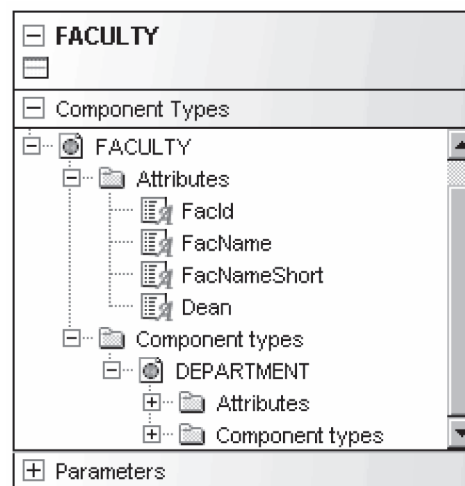 FACULTY
Component Types
FACULTY
Attributes
FacId
FacName
FacNameShort
Dean
Component types
DEPARTMENT
Attributes
Component types
Parameters